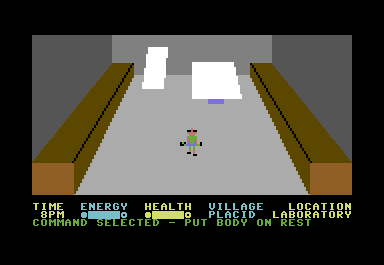 TIME ENERGY HEALTH VILLAGE LOCATION
8PM PLACID LABORATORY
COMMAND SELECTED - PUT BODY ON REST